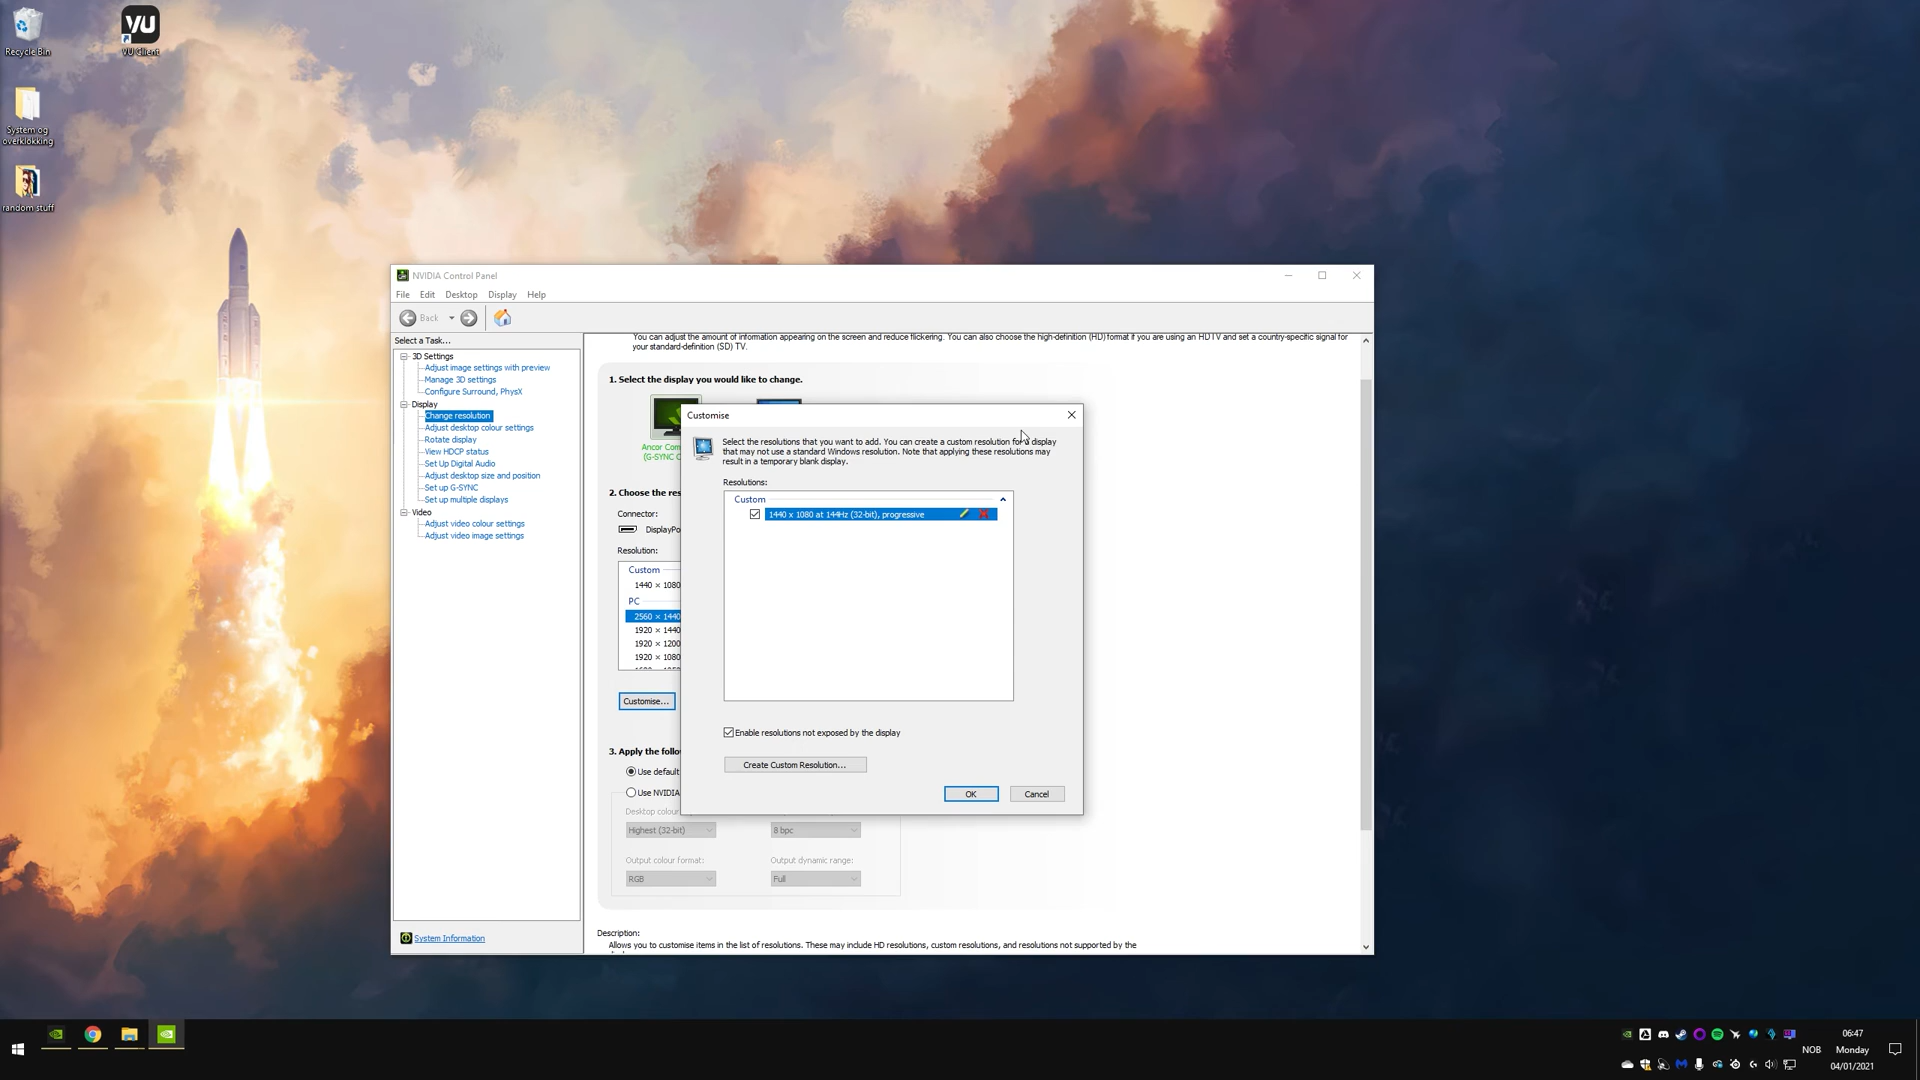 Recycle Bin
VU
VU Client
System og
overklokking
random stuff
NVIDIA Control Panel
File Edit Desktop Display Help
Back
Select a Task...
3D Settings
Adjust image settings with preview
Manage 3D settings
Configure Surround, PhysX
Display
Change resolution
Adjust desktop colour settings
Rotate display
View HDCP status
Set Up Digital Audio
Adjust desktop size and position
Set up G-SYNC
Set up multiple displays
Video
Adjust video colour settings
Adjust video image settings
System Information
You can adjust the amount of information appearing on the screen and reduce flickering. You can also choose the high-definition (HD) format if you are using an HDTV and set a country-specific signal for
your standard-definition (SD) TV.
1. Select the display you would like to change.
Ancor Com
(G-SYNC C
2. Choose the res
Connector:
DisplayPo
Resolution:
Custom
1440 × 1080
PC
2560 × 1440
1920 × 1440
1920 × 1200
1920 × 1080
Customise...
3. Apply the follo
Use default
Use NVIDIA
Desktop colour
Highest (32-bit)
8 bpc
Output colour format:
Output dynamic range:
RGB
Full
Description:
Allows you to customise items in the list of resolutions. These may include HD resolutions, custom resolutions, and resolutions not supported by the
Customise
Select the resolutions that you want to add. You can create a custom resolution for a display
that may not use a standard Windows resolution. Note that applying these resolutions may
result in a temporary blank display.
Resolutions:
Custom
1440 x 1080 at 144Hz (32-bit), progressive
Enable resolutions not exposed by the display
Create Custom Resolution...
OK
Cancel
NOB
06:47
Monday
04/01/2021